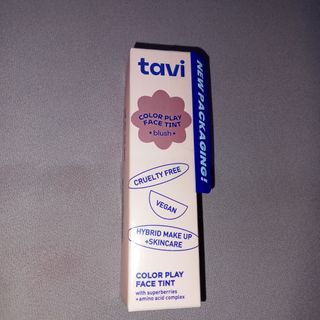 tavi
NEW PACKAGING!
COLOR PLAY
FACE TINT
• blush •
CRUELTY FREE
VEGAN
HYBRID MAKE UP
+SKINCARE
COLOR PLAY
FACE TINT
with superberries
+ amino acid complex